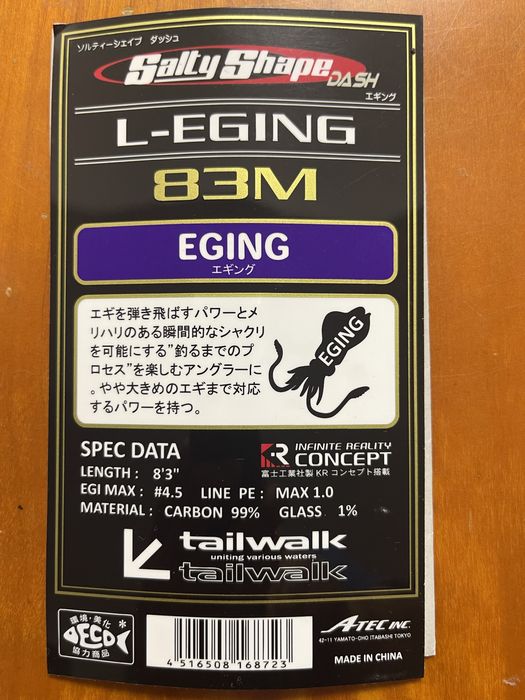 ソルティーシェイプ ダッシュ
Salty Shape
DASH
エギング
L-EGING
83M
EGING
エギング
エギを弾き飛ばすパワーとメ
リハリのある瞬間的なシャクリ
を可能にする"釣るまでのプ
ロセス"を楽しむアングラーに
。やや大きめのエギまで対応
するパワーを持つ。
EGING
SPEC DATA
LENGTH : 8'3"
EGI MAX : #4.5 LINE PE : MAX 1.0
MATERIAL : CARBON 99% GLASS 1%
KR INFINITE REALITY
CONCEPT
富士工業社製 KR コンセプト搭載
tailwalk
uniting various waters
tailwalk
環境・美化
FCO
協力商品
4 516508 168723
A-TEC INC.
42-11 YAMATO-CHO ITABASHI TOKYO
MADE IN CHINA